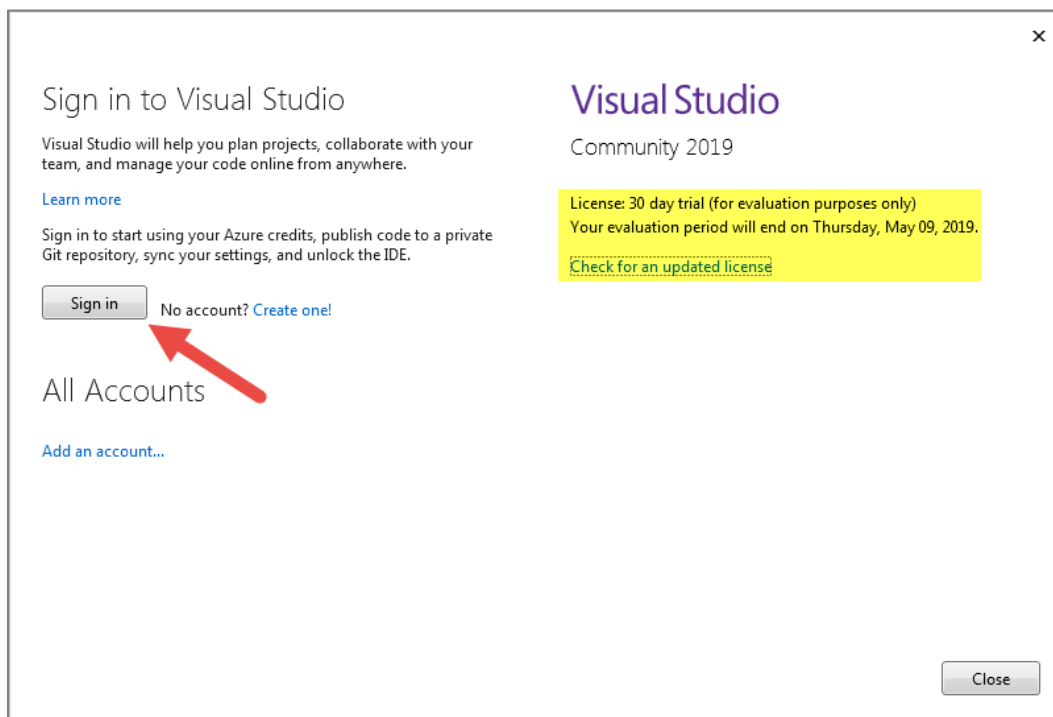 Sign in to Visual Studio
Visual Studio will help you plan projects, collaborate with your
team, and manage your code online from anywhere.
Learn more
Sign in to start using your Azure credits, publish code to a private
Git repository, sync your settings, and unlock the IDE.
Sign in
No account? Create one!
All Accounts
Add an account...
Visual Studio
Community 2019
License: 30 day trial (for evaluation purposes only)
Your evaluation period will end on Thursday, May 09, 2019.
Check for an updated license
Close